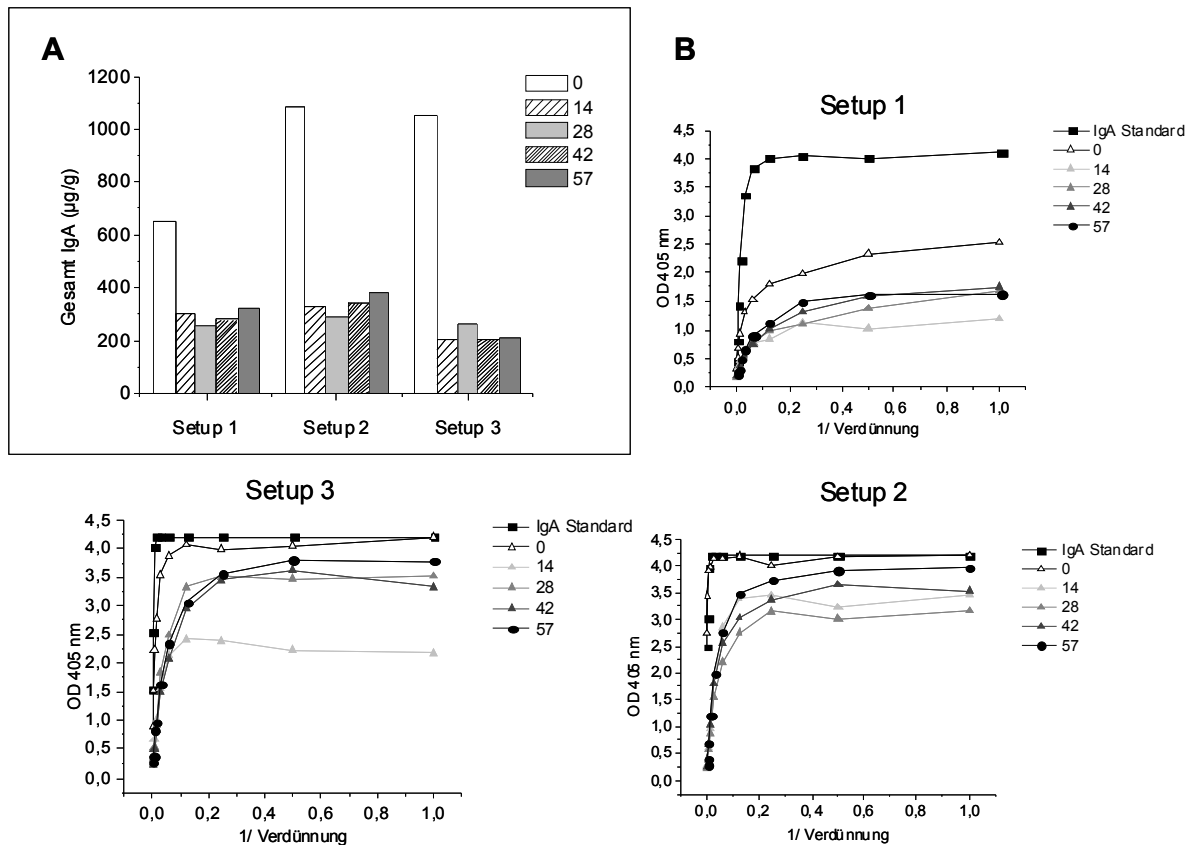 A
Gesamt IgA (µg/g)
1200
1000
800
600
400
200
0
Setup 1
Setup 2
Setup 3
0
14
28
42
57
B
Setup 1
OD 405 nm
4,5
4,0
3,5
3,0
2,5
2,0
1,5
1,0
0,5
0,0
0,0 0,2 0,4 0,6 0,8 1,0
1/ Verdünnung
IgA Standard
0
14
28
42
57
Setup 3
OD 405 nm
4,5
4,0
3,5
3,0
2,5
2,0
1,5
1,0
0,5
0,0
0,0 0,2 0,4 0,6 0,8 1,0
1/ Verdünnung
IgA Standard
0
14
28
42
57
Setup 2
OD 405 nm
4,5
4,0
3,5
3,0
2,5
2,0
1,5
1,0
0,5
0,0
0,0 0,2 0,4 0,6 0,8 1,0
1/ Verdünnung
IgA Standard
0
14
28
42
57